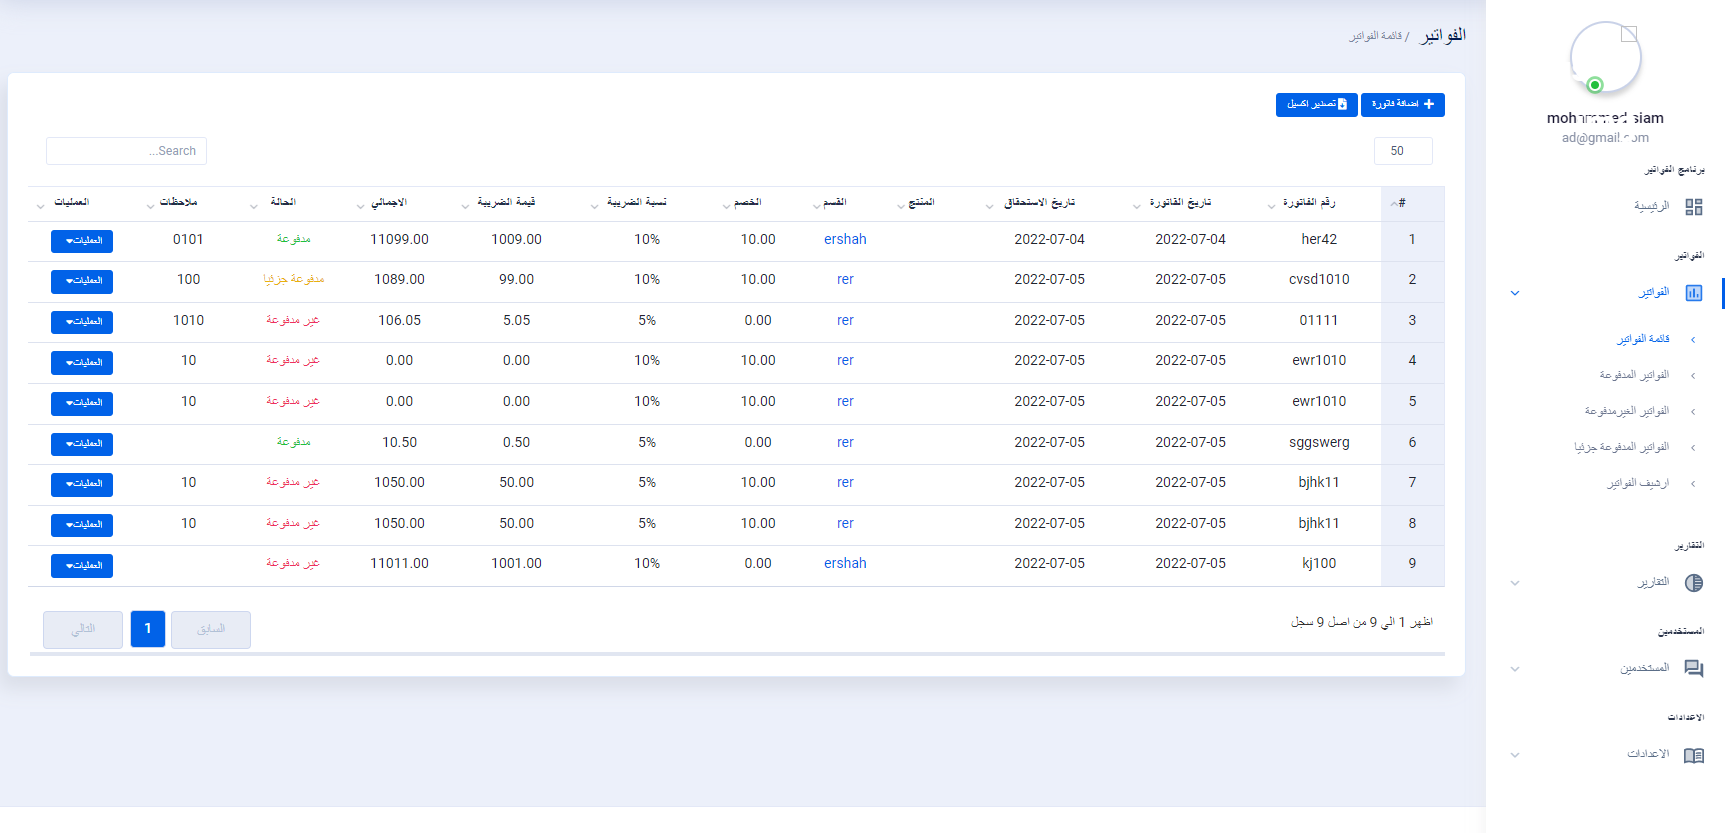 mohammed siam
ad@gmail.com
برنامج الفواتير
الرئيسية
الفواتير
الفواتير
قائمة الفواتير
الفواتير المدفوعة
الفواتير الغيرمدفوعة
الفواتير المدفوعة جزئيا
ارشيف الفواتير
التقارير
التقارير
المستخدمين
المستخدمين
الاعدادات
الاعدادات
الفواتير / قائمة الفواتير
اضافة فاتورة تصدير اكسيل
50 Search...
# رقم الفاتورة تاريخ الفاتورة تاريخ الاستحقاق المنتج القسم الخصم نسبة الضريبة قيمة الضريبة الاجمالي الحالة ملاحظات العمليات
1 her42 2022-07-04 2022-07-04 ershah 10.00 10% 1009.00 11099.00 مدفوعة 0101 العمليات
2 cvsd1010 2022-07-05 2022-07-05 rer 10.00 10% 99.00 1089.00 مدفوعة جزئيا 100 العمليات
3 01111 2022-07-05 2022-07-05 rer 0.00 5% 5.05 106.05 غير مدفوعة 1010 العمليات
4 ewr1010 2022-07-05 2022-07-05 rer 10.00 10% 0.00 0.00 غير مدفوعة 10 العمليات
5 ewr1010 2022-07-05 2022-07-05 rer 10.00 10% 0.00 0.00 غير مدفوعة 10 العمليات
6 sggswerg 2022-07-05 2022-07-05 rer 0.00 5% 0.50 10.50 مدفوعة العمليات
7 bjhk11 2022-07-05 2022-07-05 rer 10.00 5% 50.00 1050.00 غير مدفوعة 10 العمليات
8 bjhk11 2022-07-05 2022-07-05 rer 10.00 5% 50.00 1050.00 غير مدفوعة 10 العمليات
9 kj100 2022-07-05 2022-07-05 ershah 0.00 10% 1001.00 11011.00 غير مدفوعة العمليات
اظهر 1 الي 9 من اصل 9 سجل
السابق 1 التالي